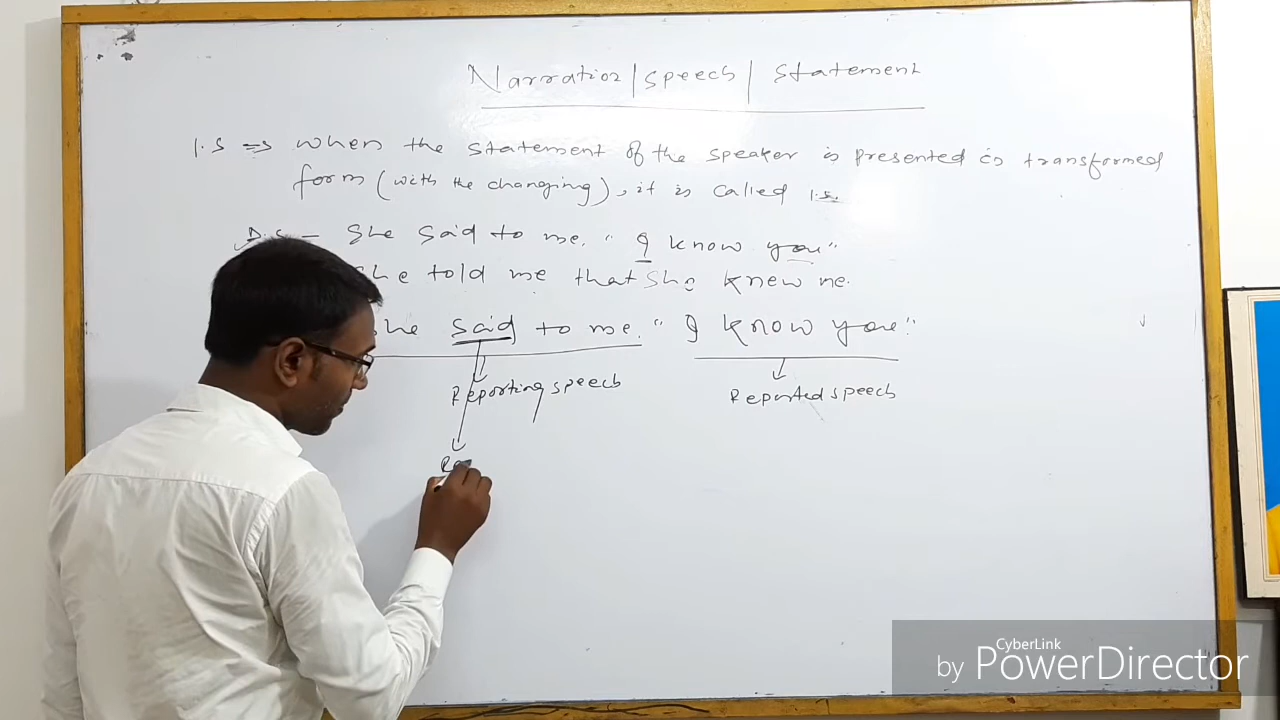 Narration/speech/statement
I.S ⇒ When the statement of the speaker is presented in transformed
form (with the changing), it is called I.S.
D.S - She said to me, "I know you"
She told me that she knew me.
She said to me, "I know you"
Reporting speech Reported speech
CyberLink
by PowerDirector